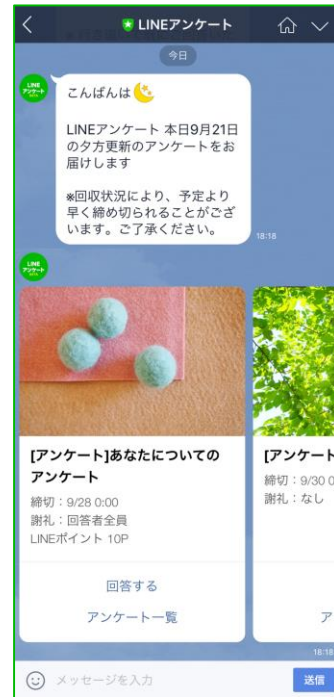 LINEアンケート
今日
LINE
アンケート
こんばんは
LINEアンケート 本日9月21日
の夕方更新のアンケートをお
届けします
※回収状況により、予定より
早く締め切られることがござ
います。ご了承ください。
18:18
LINE
アンケート
[アンケート]あなたについての
アンケート
締切：9/28 0:00
謝礼：回答者全員
LINEポイント 10P
回答する
アンケート一覧
[アンケート
締切：9/30 0
謝礼：なし
ア
18:18
メッセージを入力
送信